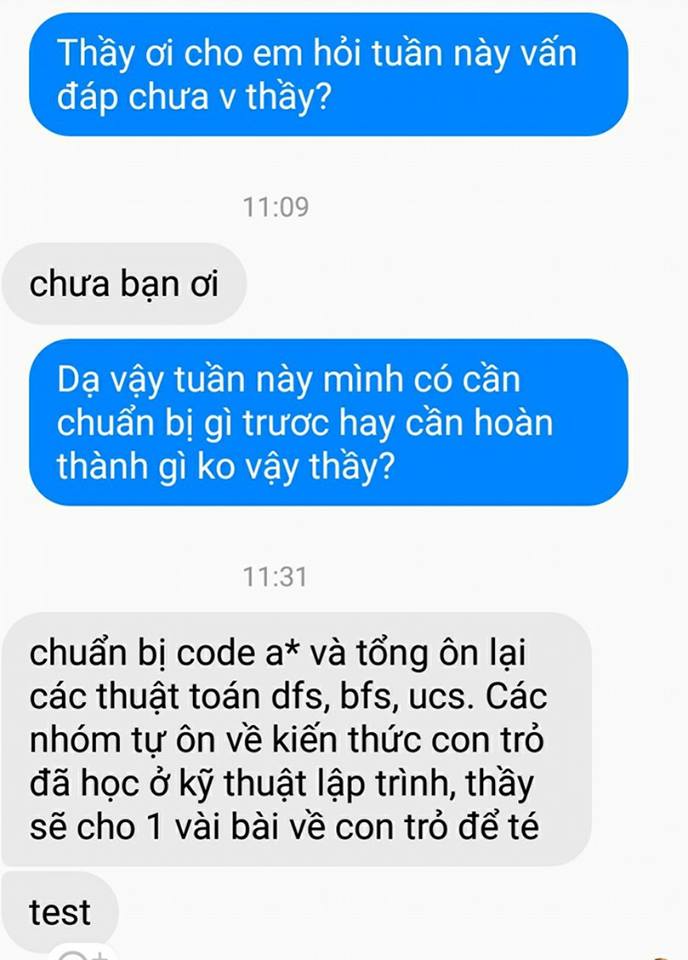 Thầy ơi cho em hỏi tuần này vấn
đáp chưa v thầy?
11:09
chưa bạn ơi
Dạ vậy tuần này mình có cần
chuẩn bị gì trươc hay cần hoàn
thành gì ko vậy thầy?
11:31
chuẩn bị code a* và tổng ôn lại
các thuật toán dfs, bfs, ucs. Các
nhóm tự ôn về kiến thức con trỏ
đã học ở kỹ thuật lập trình, thầy
sẽ cho 1 vài bài về con trỏ để té
test